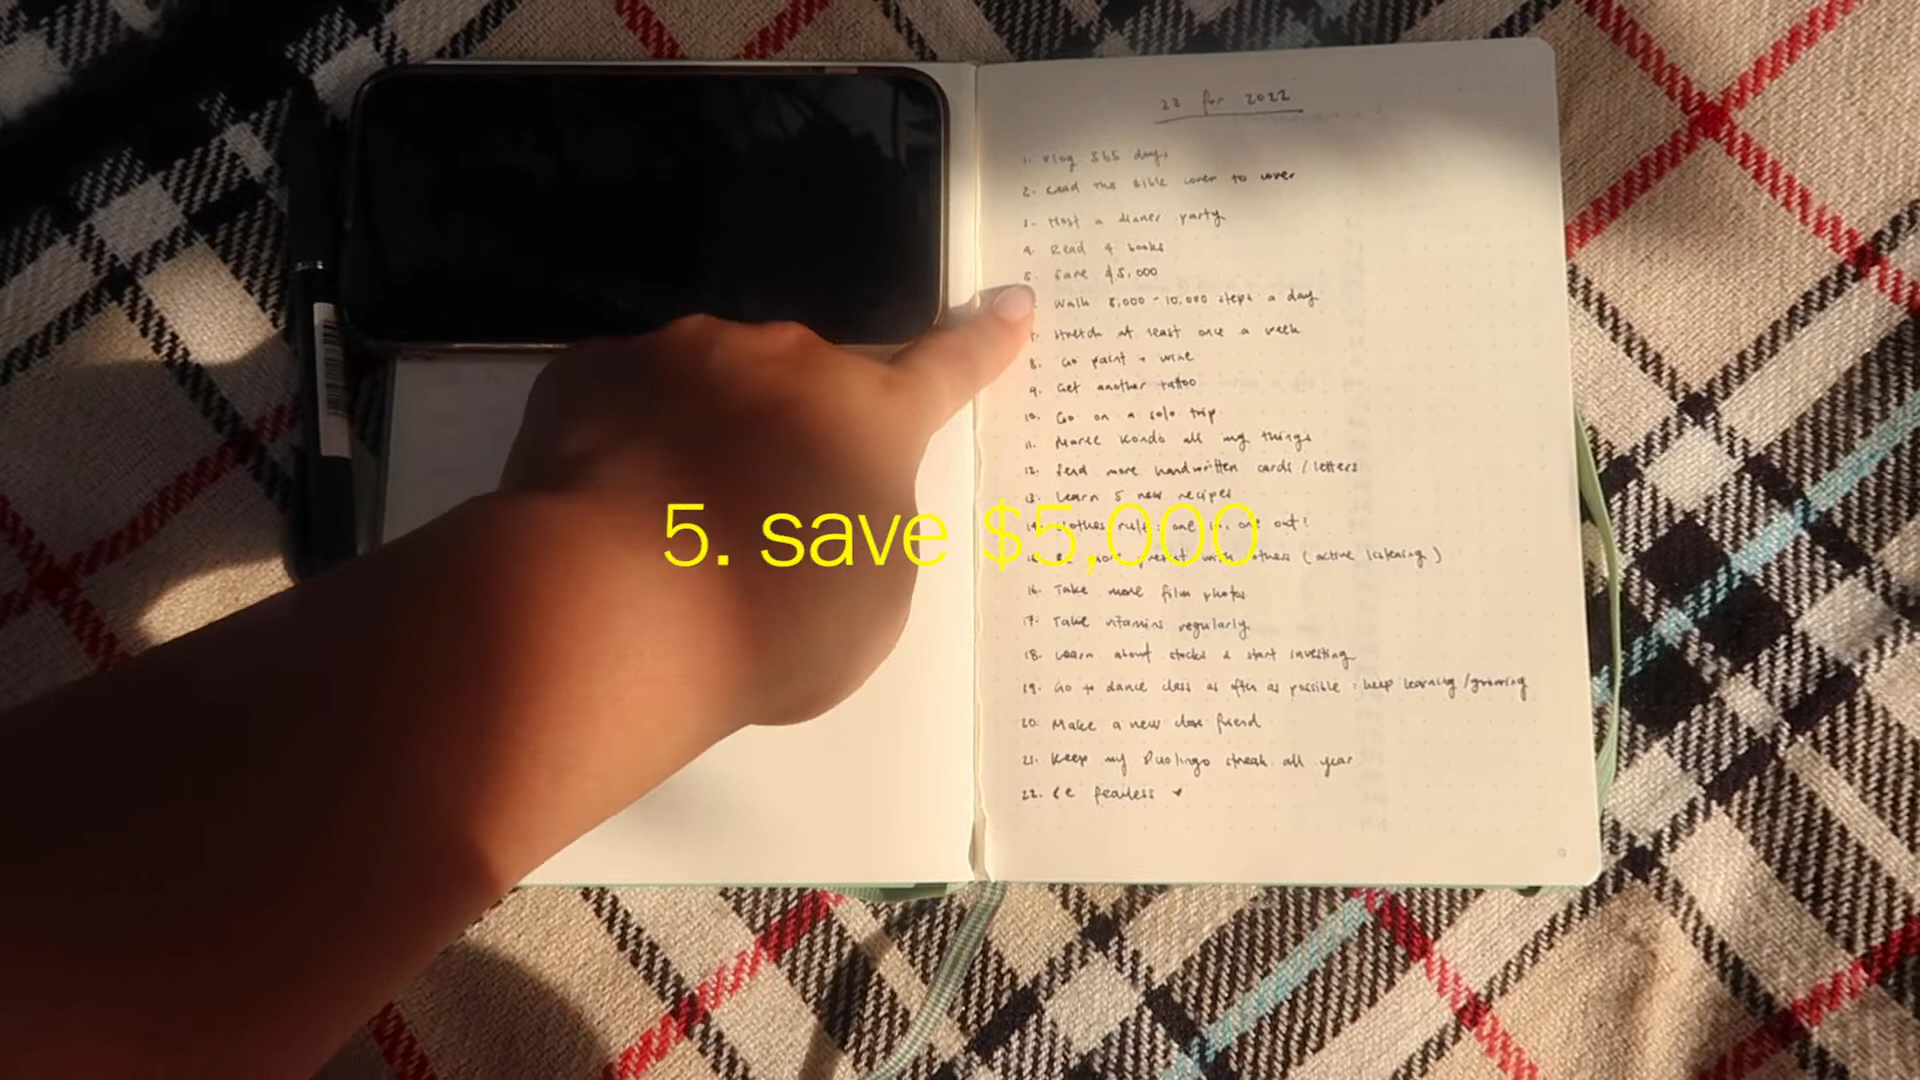 22 for 2022
1. vlog 365 days
2. Read the Bible cover to cover
3. Host a dinner party
4. Read 4 books
5. Save $5,000
Walk 8,000 - 10,000 steps a day
7. Stretch at least once a week
8. Go paint + wine
9. Get another tattoo
10. Go on a solo trip
11. Marie Kondo all my things
12. Send more handwritten cards / letters
13. Learn 5 new recipes
5. save $5,000
14. clothes rule: one in, one out!
15. Be more present with others (active listening)
16. Take more film photos
17. Take vitamins regularly
18. Learn about stocks & start investing
19. Go to dance class as often as possible : keep learning/growing
20. Make a new close friend
21. Keep my Duolingo streak all year
22. Be fearless